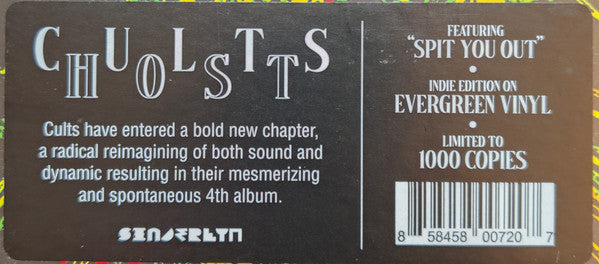 CHUOLSTTS
Cults have entered a bold new chapter,
a radical reimagining of both sound and
dynamic resulting in their mesmerizing
and spontaneous 4th album.
SINDERLYN
FEATURING
“SPIT YOU OUT”
•
INDIE EDITION ON
EVERGREEN VINYL
•
LIMITED TO
1000 COPIES
8 58458 00720 7